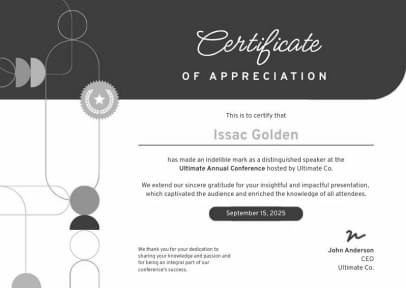 Certificate
OF APPRECIATION
This is to certify that
Issac Golden
has made an indelible mark as a distinguished speaker at the
Ultimate Annual Conference hosted by Ultimate Co.
We extend our sincere gratitude for your insightful and impactful presentation,
which captivated the audience and enriched the knowledge of all attendees.
September 15, 2025
We thank you for your dedication to
sharing your knowledge and passion and
for being an integral part of our
conference's success.
John Anderson
CEO
Ultimate Co.